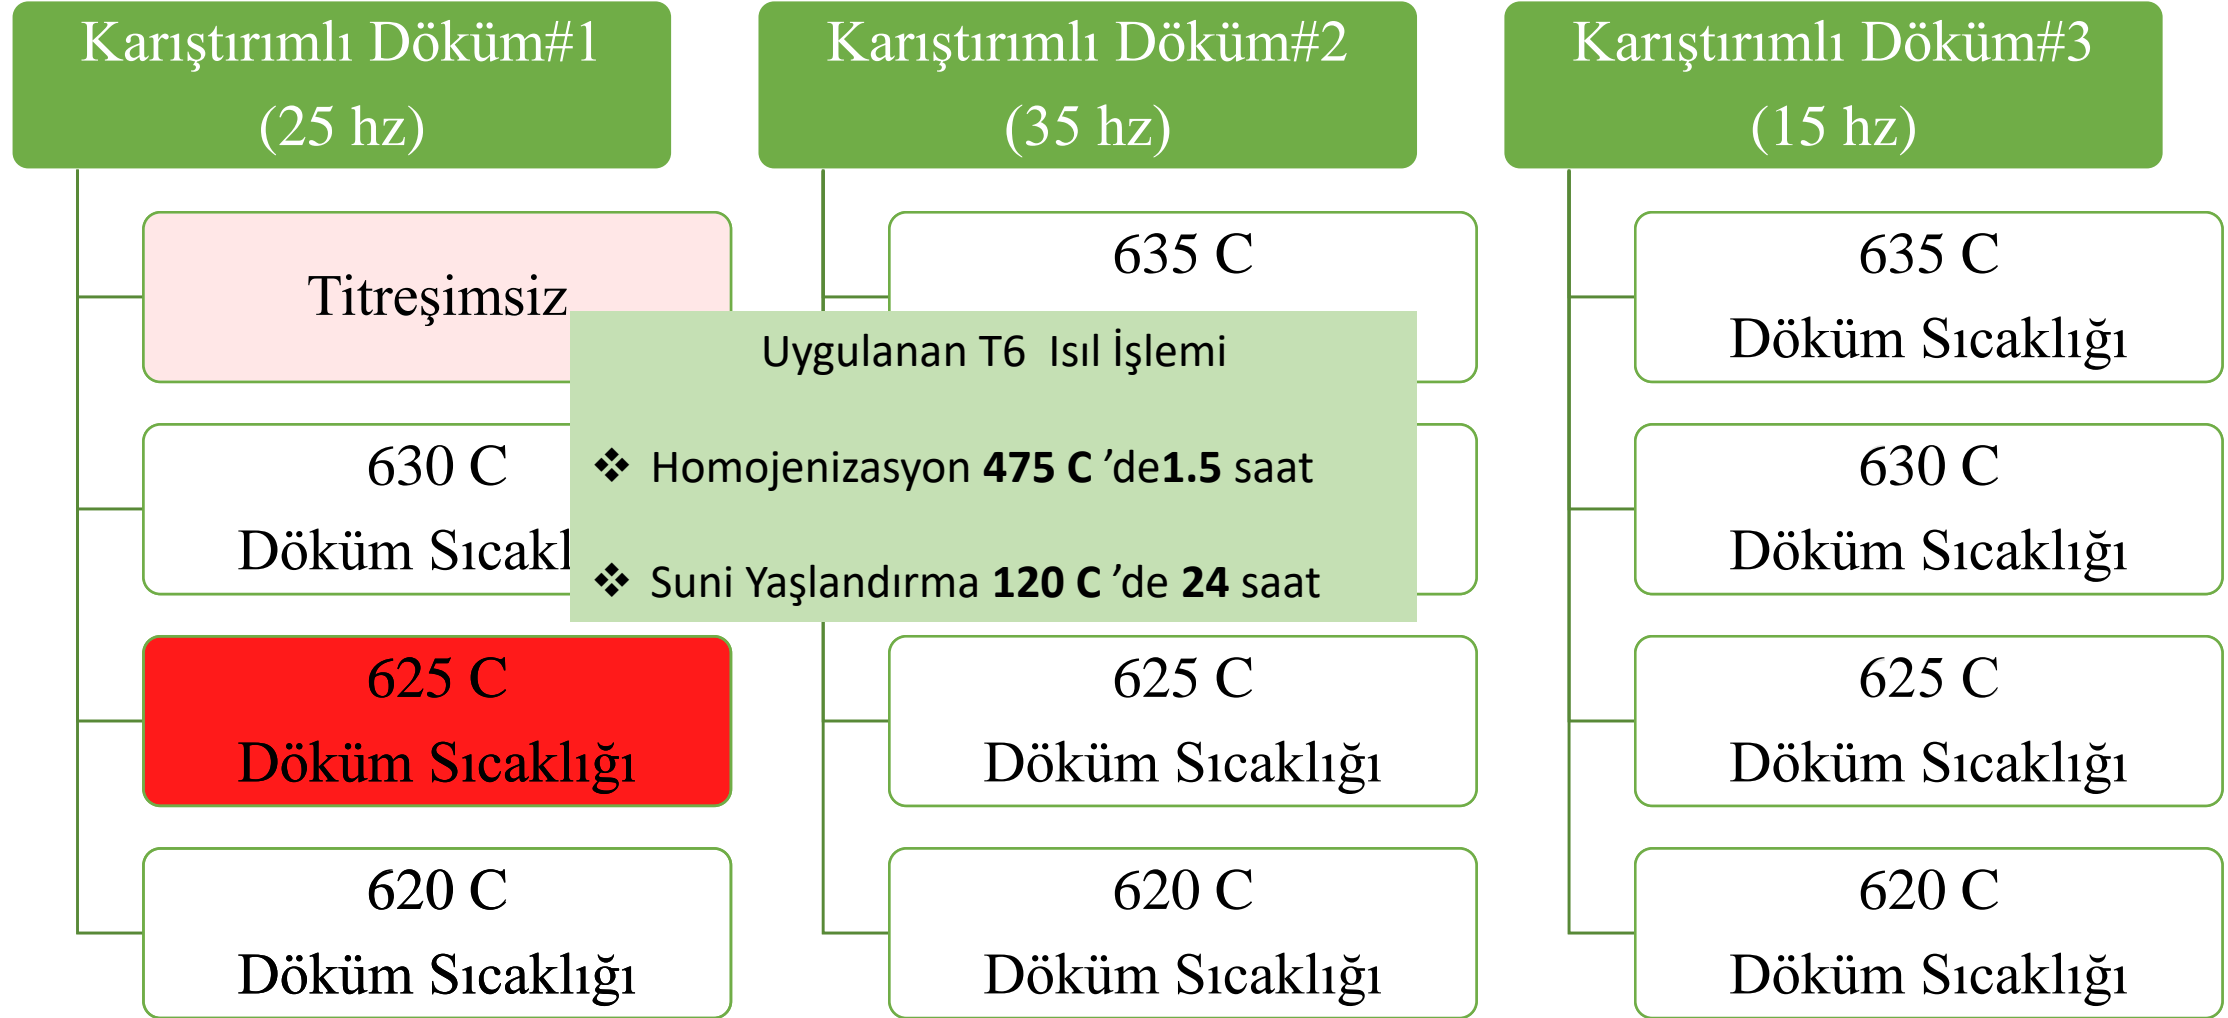 Karıştırımlı Döküm#1
(25 hz)
Titreşimsiz
630 C
Döküm Sıcakl
625 C
Döküm Sıcaklığı
620 C
Döküm Sıcaklığı
Karıştırımlı Döküm#2
(35 hz)
635 C
625 C
Döküm Sıcaklığı
620 C
Döküm Sıcaklığı
Karıştırımlı Döküm#3
(15 hz)
635 C
Döküm Sıcaklığı
630 C
Döküm Sıcaklığı
625 C
Döküm Sıcaklığı
620 C
Döküm Sıcaklığı
Uygulanan T6  Isıl İşlemi
❖ Homojenizasyon 475 C ’de1.5 saat
❖ Suni Yaşlandırma 120 C ’de 24 saat